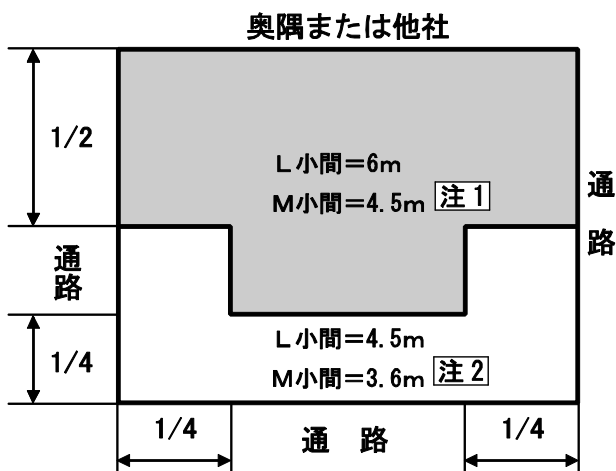 奥隅または他社
1/2
L小間=6m
M小間=4.5m 注1
通路
通路
L小間=4.5m
M小間=3.6m 注2
1/4
1/4
通 路
1/4